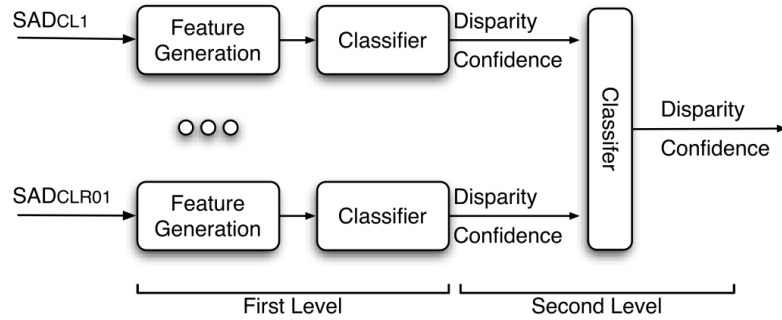 SADCL1
Feature
Generation
Classifier
Disparity
Confidence
Classifer
Disparity
Confidence
SADCLR01
Feature
Generation
Classifier
Disparity
Confidence
First Level
Second Level